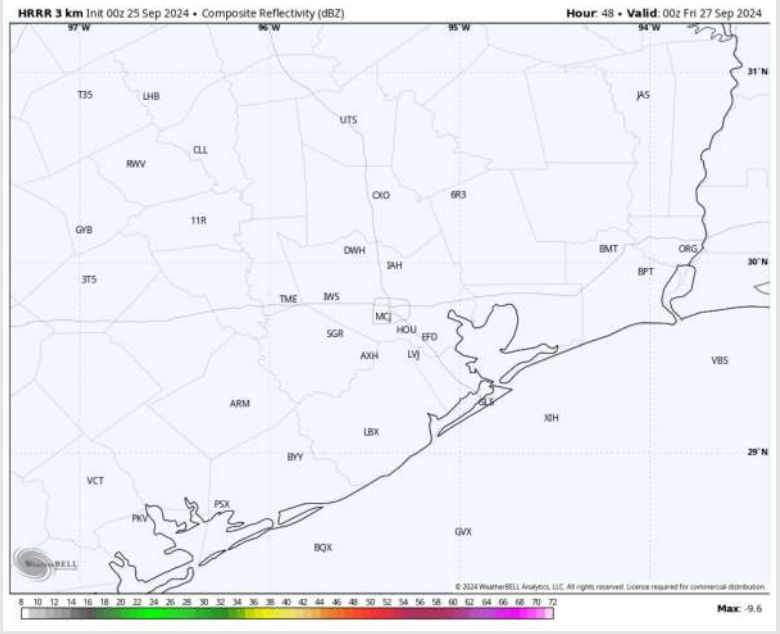 HRRR 3 km Init 00z 25 Sep 2024 • Composite Reflectivity (dBZ) Hour: 48 • Valid: 00z Fri 27 Sep 2024
97°W 96°W 95°W 94°W
31°N
T35 LHB JAS
UTS
CLL
RWV
CXO 6R3
11R
GYB
DWH BMT ORG
IAH 30°N
BPT
3T5
TME IWS
MCJ
SGR HOU EFD
AXH LVJ
VBS
ARM GLS
XIH
LBX
BYY 29°N
VCT
PSX
PKV
GVX
BQX
WeatherBELL
© 2024 WeatherBELL Analytics, LLC. All rights reserved. License required for commercial distribution.
8 10 12 14 16 18 20 22 24 26 28 30 32 34 36 38 40 42 44 46 48 50 52 54 56 58 60 62 64 66 68 70 72
Max: -9.6